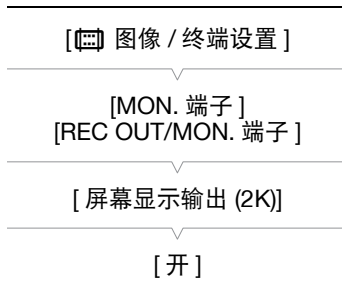 [ 图像 / 终端设置 ]
[MON. 端子 ]
[REC OUT/MON. 端子 ]
[ 屏幕显示输出 (2K)]
[ 开 ]